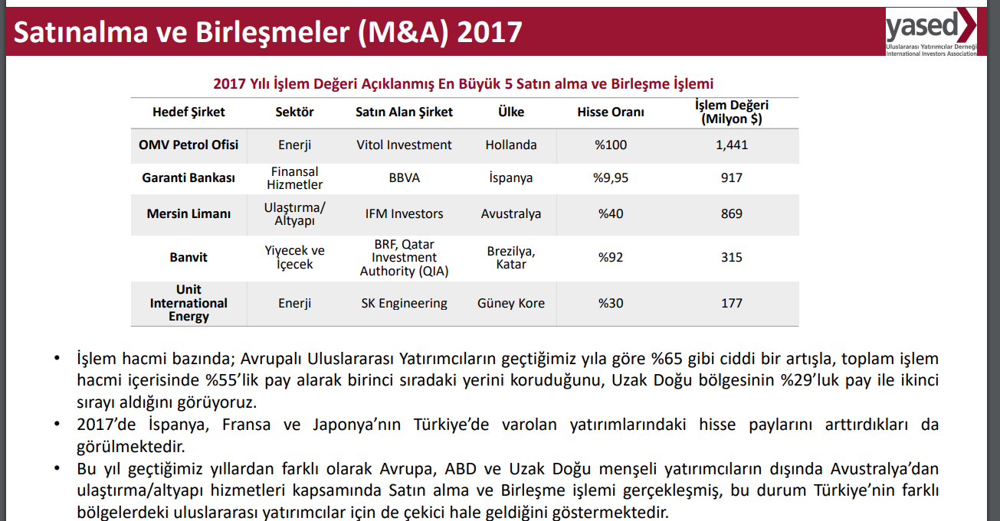 Satınalma ve Birleşmeler (M&A) 2017
yased
Uluslararası Yatırımcılar Derneği
International Investors Association
2017 Yılı İşlem Değeri Açıklanmış En Büyük 5 Satın alma ve Birleşme İşlemi
Hedef Şirket Sektör Satın Alan Şirket Ülke Hisse Oranı İşlem Değeri
(Milyon $)
OMV Petrol Ofisi Enerji Vitol Investment Hollanda %100 1,441
Garanti Bankası Finansal
Hizmetler BBVA İspanya %9,95 917
Mersin Limanı Ulaştırma/
Altyapı IFM Investors Avustralya %40 869
Banvit Yiyecek ve
İçecek BRF, Qatar
Investment
Authority (QIA) Brezilya,
Katar %92 315
Unit
International
Energy Enerji SK Engineering Güney Kore %30 177
• İşlem hacmi bazında; Avrupalı Uluslararası Yatırımcıların geçtiğimiz yıla göre %65 gibi ciddi bir artışla, toplam işlem
hacmi içerisinde %55’lik pay alarak birinci sıradaki yerini koruduğunu, Uzak Doğu bölgesinin %29’luk pay ile ikinci
sırayı aldığını görüyoruz.
• 2017’de İspanya, Fransa ve Japonya’nın Türkiye’de varolan yatırımlarındaki hisse paylarını arttırdıkları da
görülmektedir.
• Bu yıl geçtiğimiz yıllardan farklı olarak Avrupa, ABD ve Uzak Doğu menşeli yatırımcıların dışında Avustralya’dan
ulaştırma/altyapı hizmetleri kapsamında Satın alma ve Birleşme işlemi gerçekleşmiş, bu durum Türkiye’nin farklı
bölgelerdeki uluslararası yatırımcılar için de çekici hale geldiğini göstermektedir.